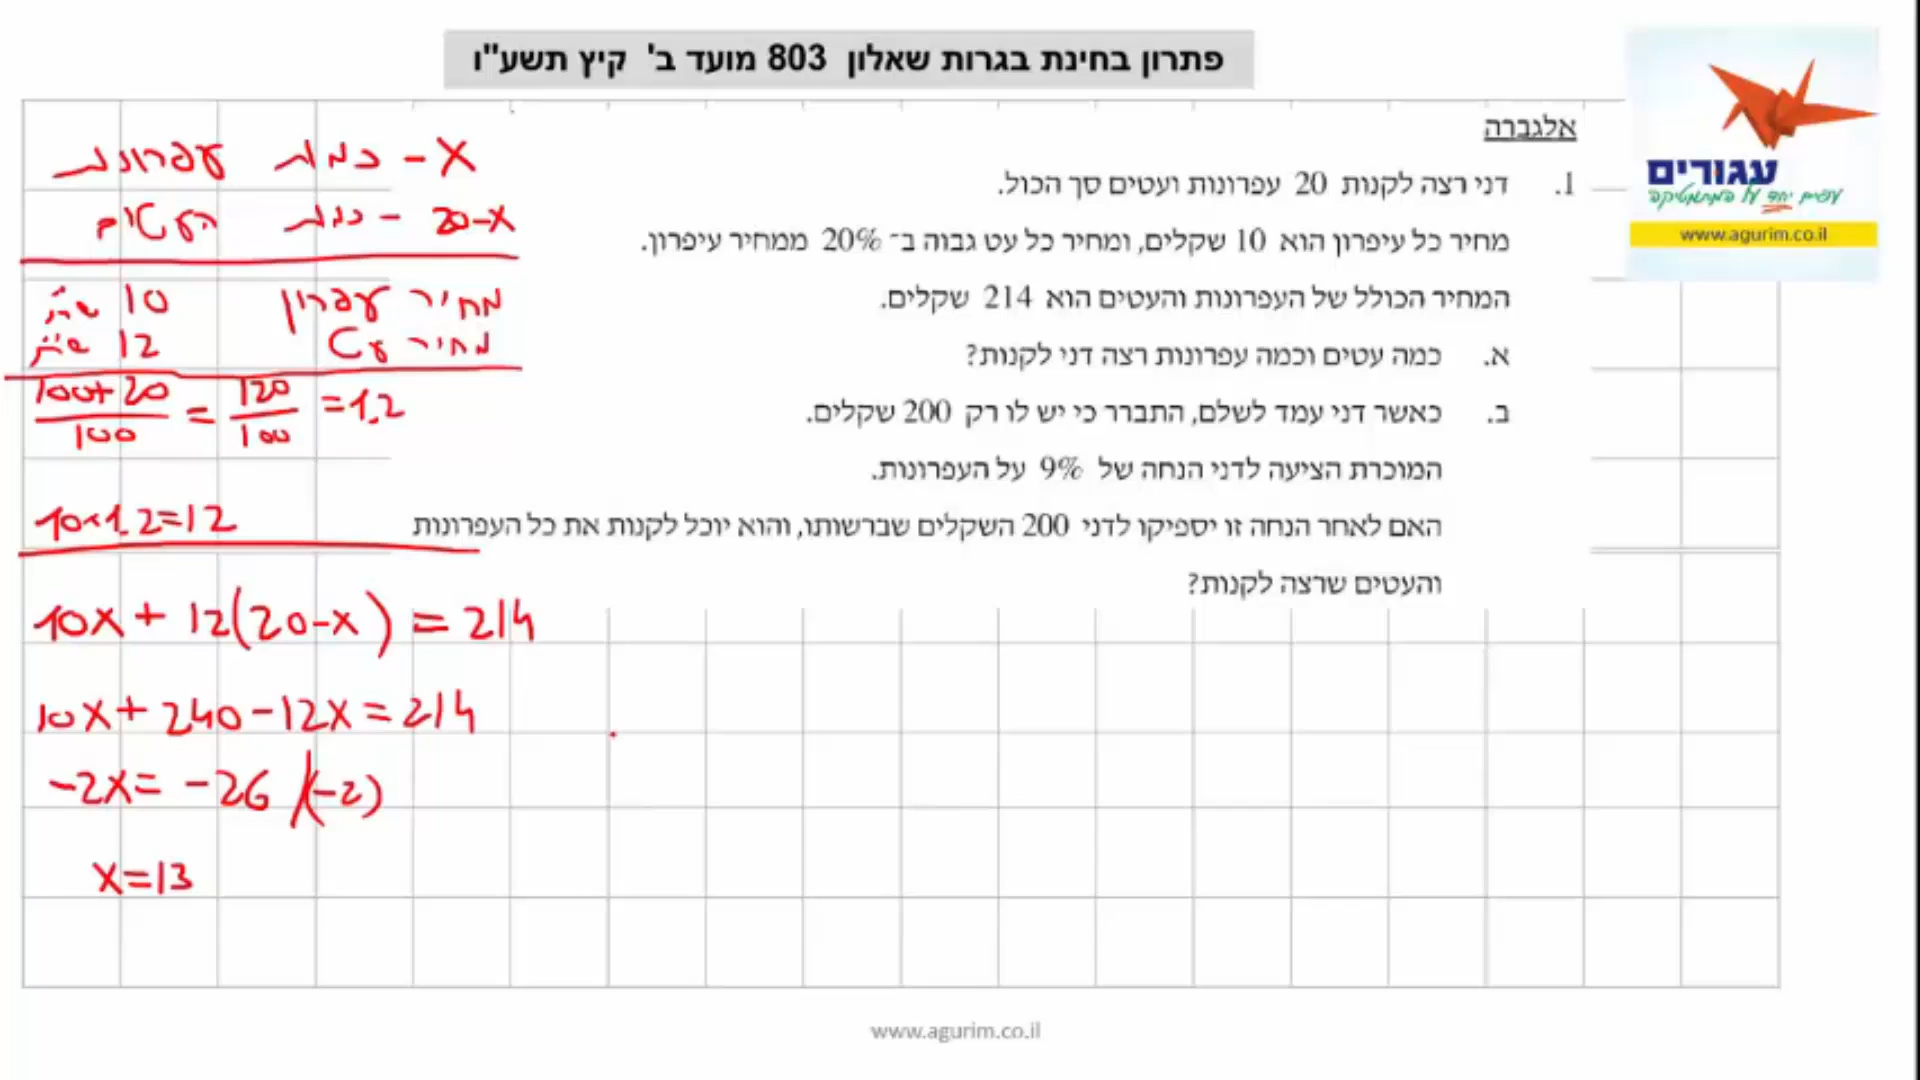 פתרון בחינת בגרות שאלון 803 מועד ב' קיץ תשע"ו
עגורים
עפים יחד על המתמטיקה
www.agurim.co.il
אלגברה
1. דני רצה לקנות 20 עפרונות ועטים סך הכול.
מחיר כל עיפרון הוא 10 שקלים, ומחיר כל עט גבוה ב־ 20% ממחיר עיפרון.
המחיר הכולל של העפרונות והעטים הוא 214 שקלים.
א. כמה עטים וכמה עפרונות רצה דני לקנות?
ב. כאשר דני עמד לשלם, התברר כי יש לו רק 200 שקלים.
המוכרת הציעה לדני הנחה של 9% על העפרונות.
האם לאחר הנחה זו יספיקו לדני 200 השקלים שברשותו, והוא יוכל לקנות את כל העפרונות
והעטים שרצה לקנות?
X - כמות עפרונות
20-X - כמות העטים
מחיר עפרון 10 ש"ח
מחיר עט 12 ש"ח
100+20/100 = 120/100 = 1.2
10×1.2=12
10X + 12(20-X) = 214
10X + 240 - 12X = 214
-2X = -26 /(-2)
X=13
www.agurim.co.il